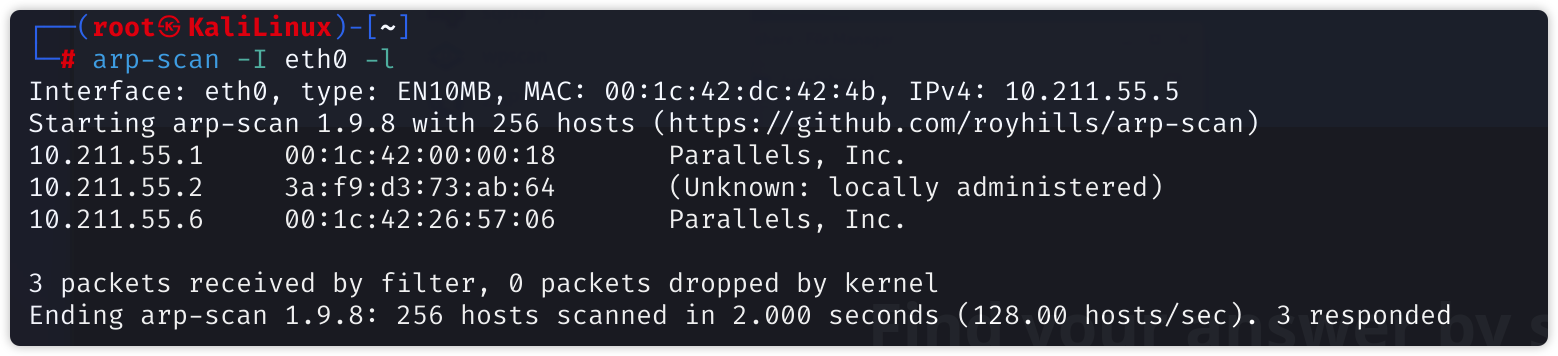 ┌──(root㉿KaliLinux)-[~]
└─# arp-scan -I eth0 -l
Interface: eth0, type: EN10MB, MAC: 00:1c:42:dc:42:4b, IPv4: 10.211.55.5
Starting arp-scan 1.9.8 with 256 hosts (https://github.com/royhills/arp-scan)
10.211.55.1     00:1c:42:00:00:18       Parallels, Inc.
10.211.55.2     3a:f9:d3:73:ab:64       (Unknown: locally administered)
10.211.55.6     00:1c:42:26:57:06       Parallels, Inc.

3 packets received by filter, 0 packets dropped by kernel
Ending arp-scan 1.9.8: 256 hosts scanned in 2.000 seconds (128.00 hosts/sec). 3 responded
Find your answer by